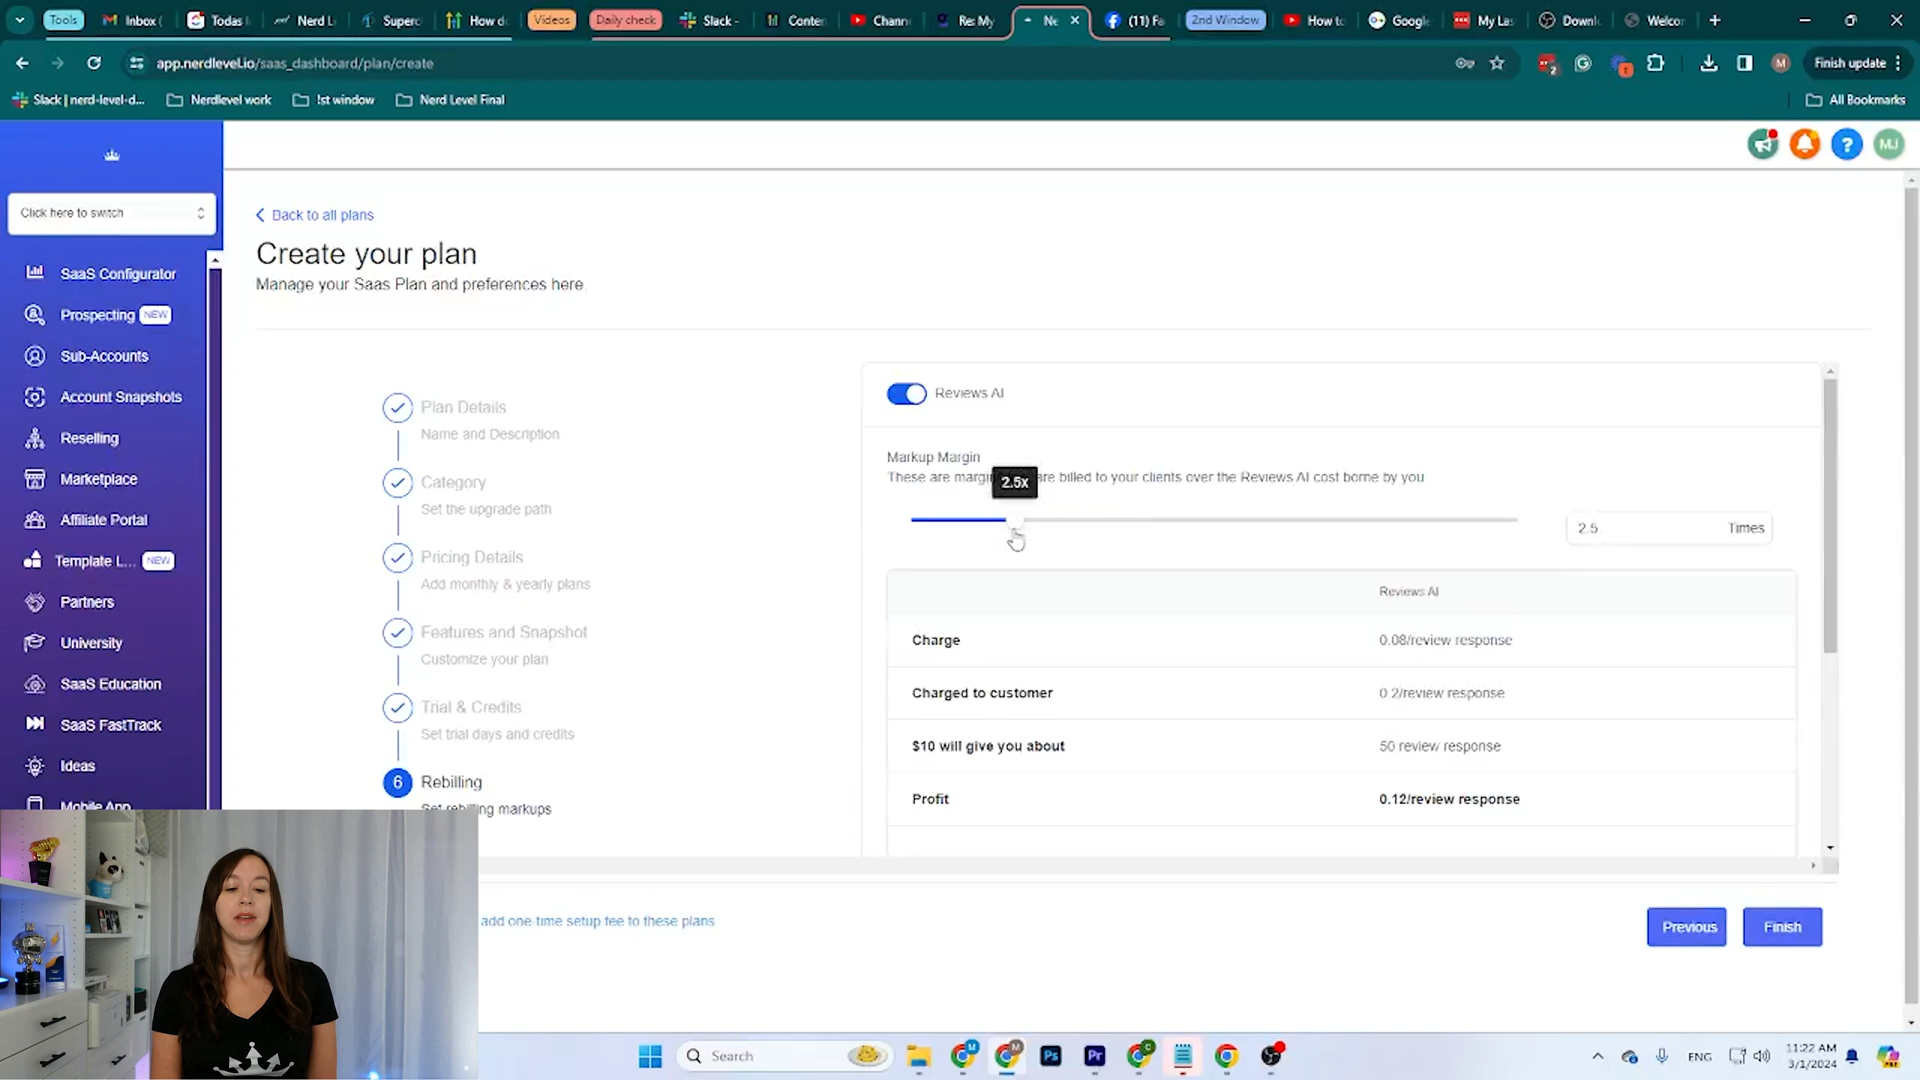 Tools
Inbox (
Todas l
Nerd L
Superc
How do
Videos
Daily check
Slack -
Conten
Chann
Re: My
Ne
(11) Fa
2nd Window
How to
Google
My Las
Downl
Welco
app.nerdlevel.io/saas_dashboard/plan/create
Finish update
Slack | nerd-level-d...
Nerdlevel work
!st window
Nerd Level Final
All Bookmarks
MJ
Click here to switch
Back to all plans
Create your plan
Manage your Saas Plan and preferences here
SaaS Configurator
Prospecting NEW
Sub-Accounts
Account Snapshots
Reselling
Marketplace
Affiliate Portal
Template L... NEW
Partners
University
SaaS Education
SaaS FastTrack
Ideas
Mobile App
Plan Details
Name and Description
Category
Set the upgrade path
Pricing Details
Add monthly & yearly plans
Features and Snapshot
Customize your plan
Trial & Credits
Set trial days and credits
6 Rebilling
Set rebilling markups
Reviews AI
Markup Margin
These are margin are billed to your clients over the Reviews AI cost borne by you
2.5x
2.5 Times
Reviews AI
Charge 0.08/review response
Charged to customer 0.2/review response
$10 will give you about 50 review response
Profit 0.12/review response
add one-time setup fee to these plans
Previous
Finish
Search
ENG
11:22 AM
3/1/2024